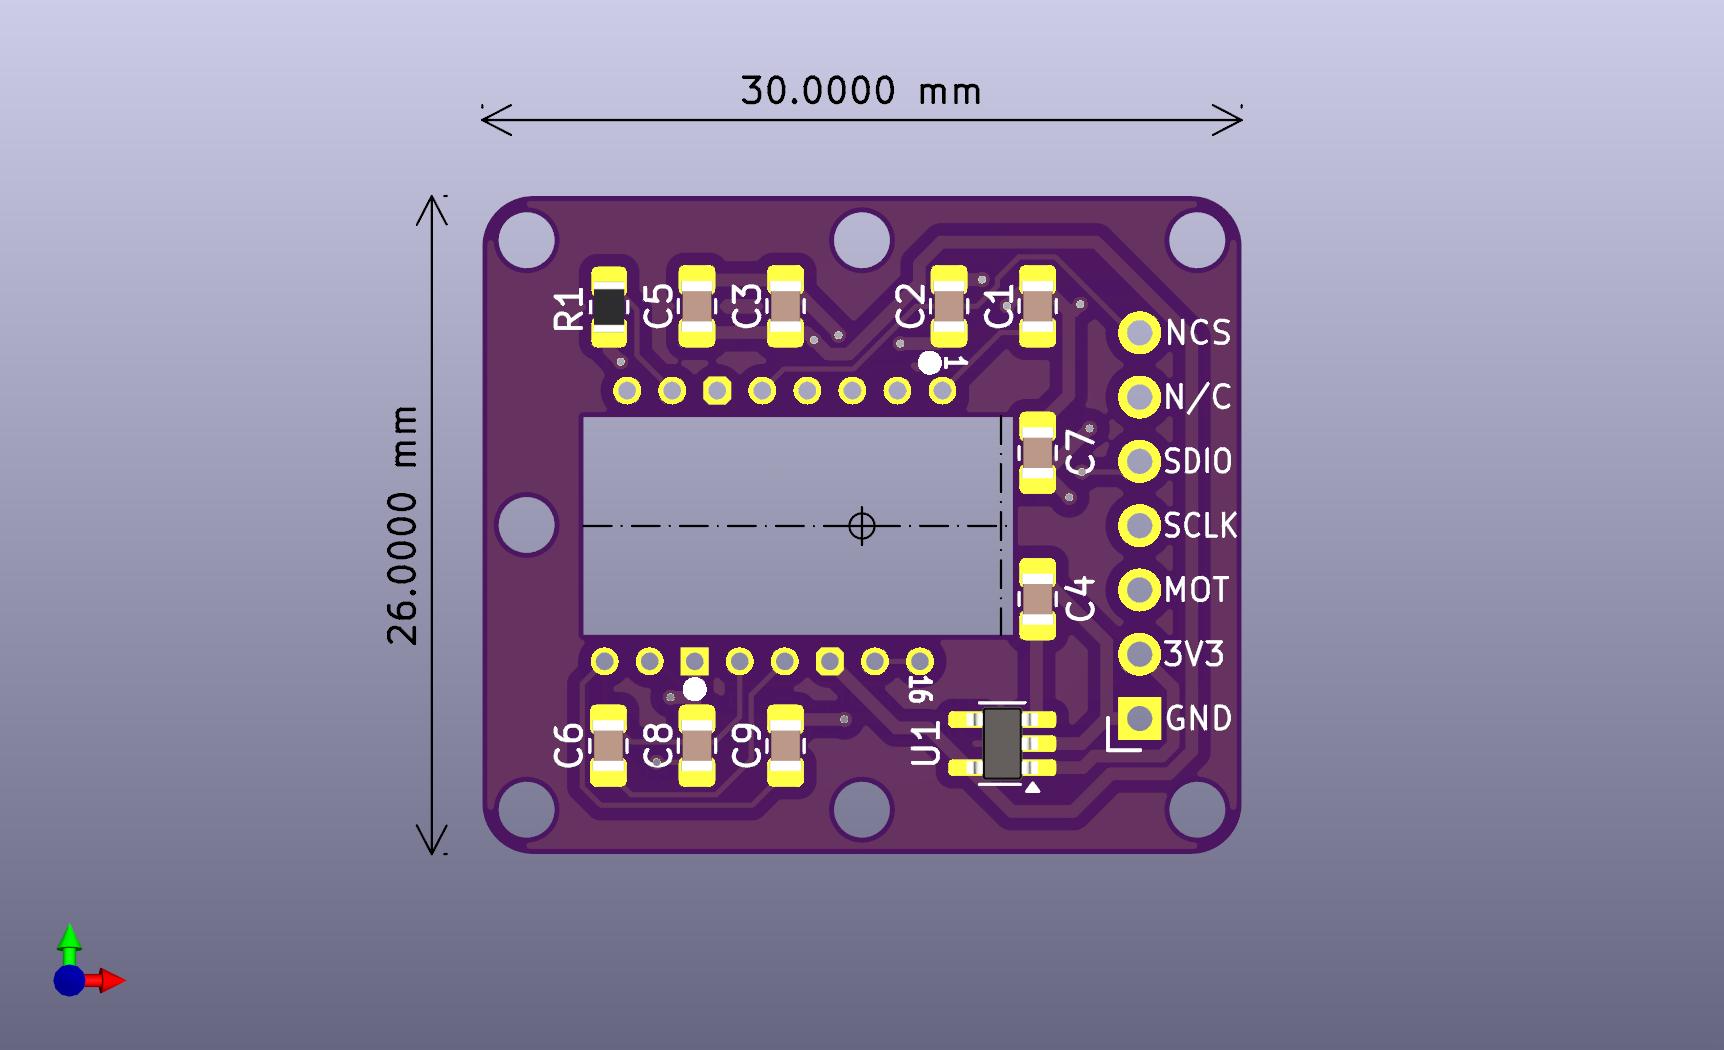 30.0000 mm
26.0000 mm
R1
C5
C3
C2
C1
1
NCS
N/C
C7
SDIO
SCLK
C4
MOT
3V3
16
C6
C8
C9
U1
GND